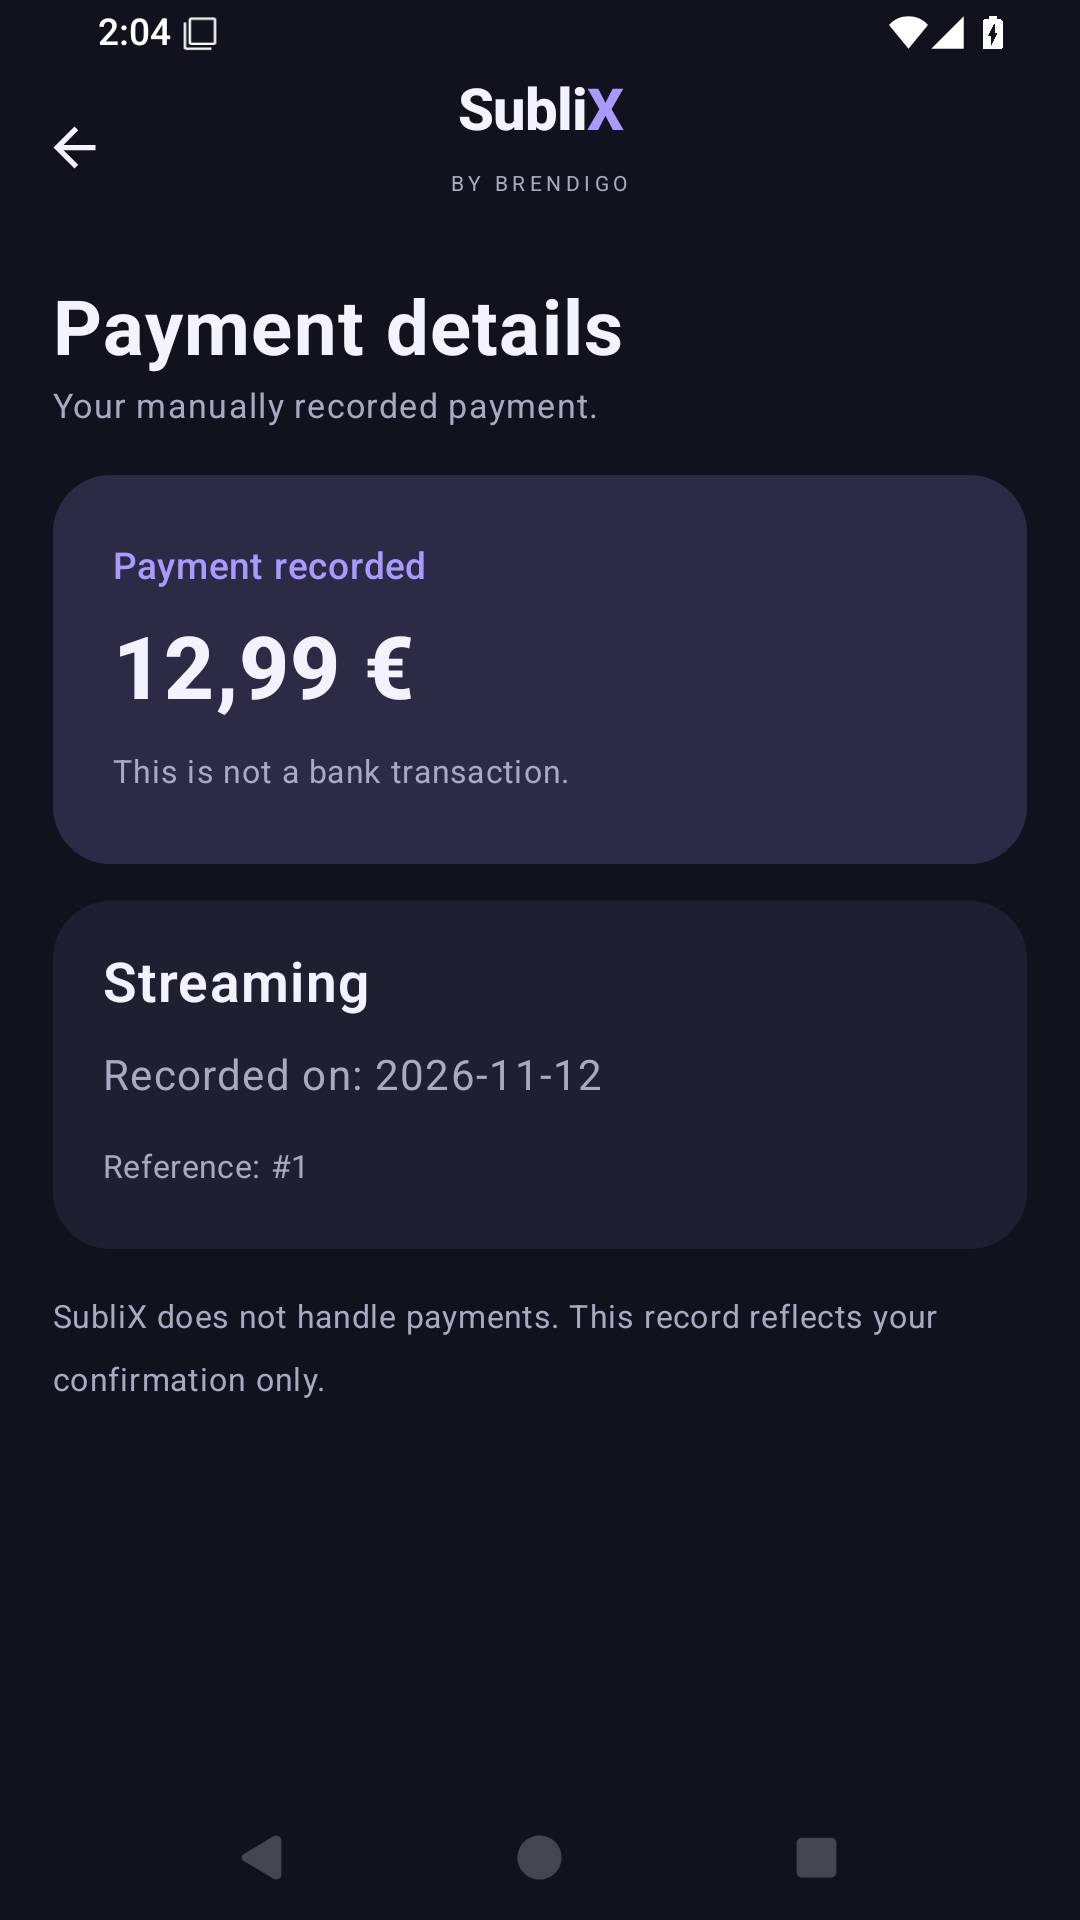 2:04
SubliX
BY BRENDIGO
Payment details
Your manually recorded payment.
Payment recorded
12,99 €
This is not a bank transaction.
Streaming
Recorded on: 2026-11-12
Reference: #1
SubliX does not handle payments. This record reflects your
confirmation only.